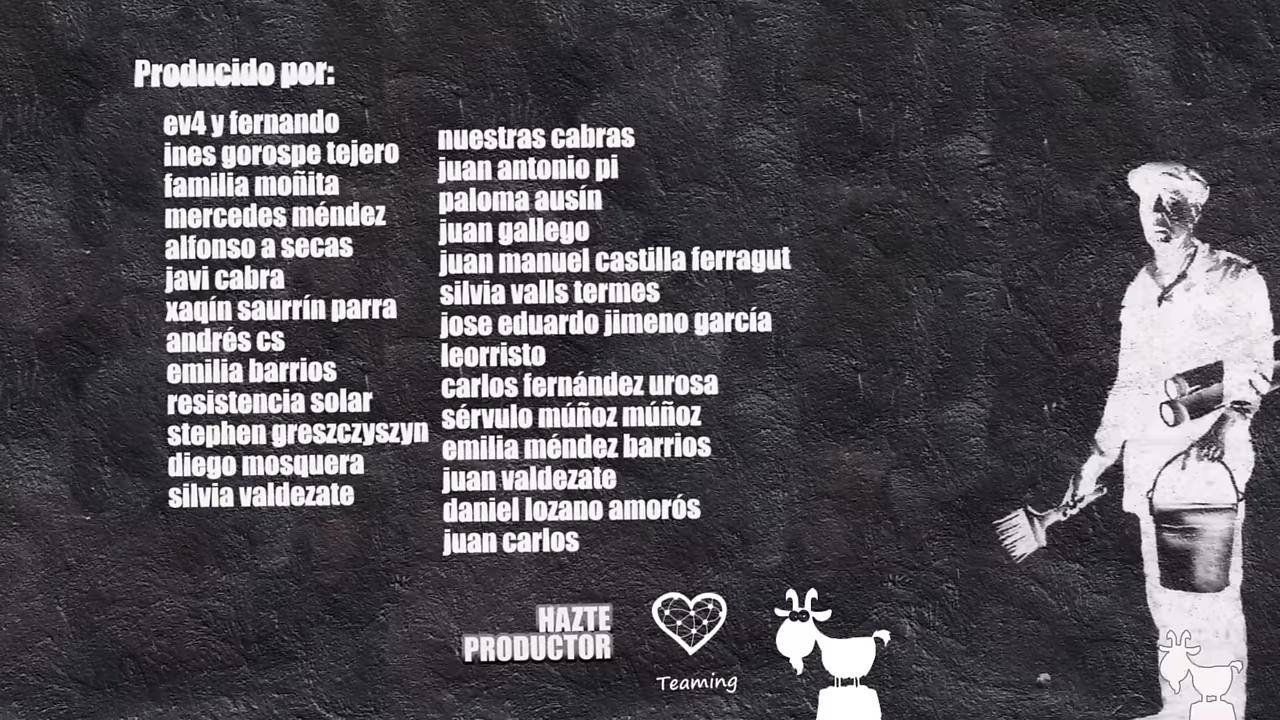 Producido por:
ev4 y fernando
ines gorospe tejero
familia moñita
mercedes méndez
alfonso a secas
javi cabra
xaqín saurrín parra
andrés cs
emilia barrios
resistencia solar
stephen greszczyszyn
diego mosquera
silvia valdezate
nuestras cabras
juan antonio pi
paloma ausín
juan gallego
juan manuel castilla ferragut
silvia valls termes
jose eduardo jimeno garcía
leorristo
carlos fernández urosa
sérvulo múñoz múñoz
emilia méndez barrios
juan valdezate
daniel lozano amorós
juan carlos
HAZTE
PRODUCTOR
Teaming